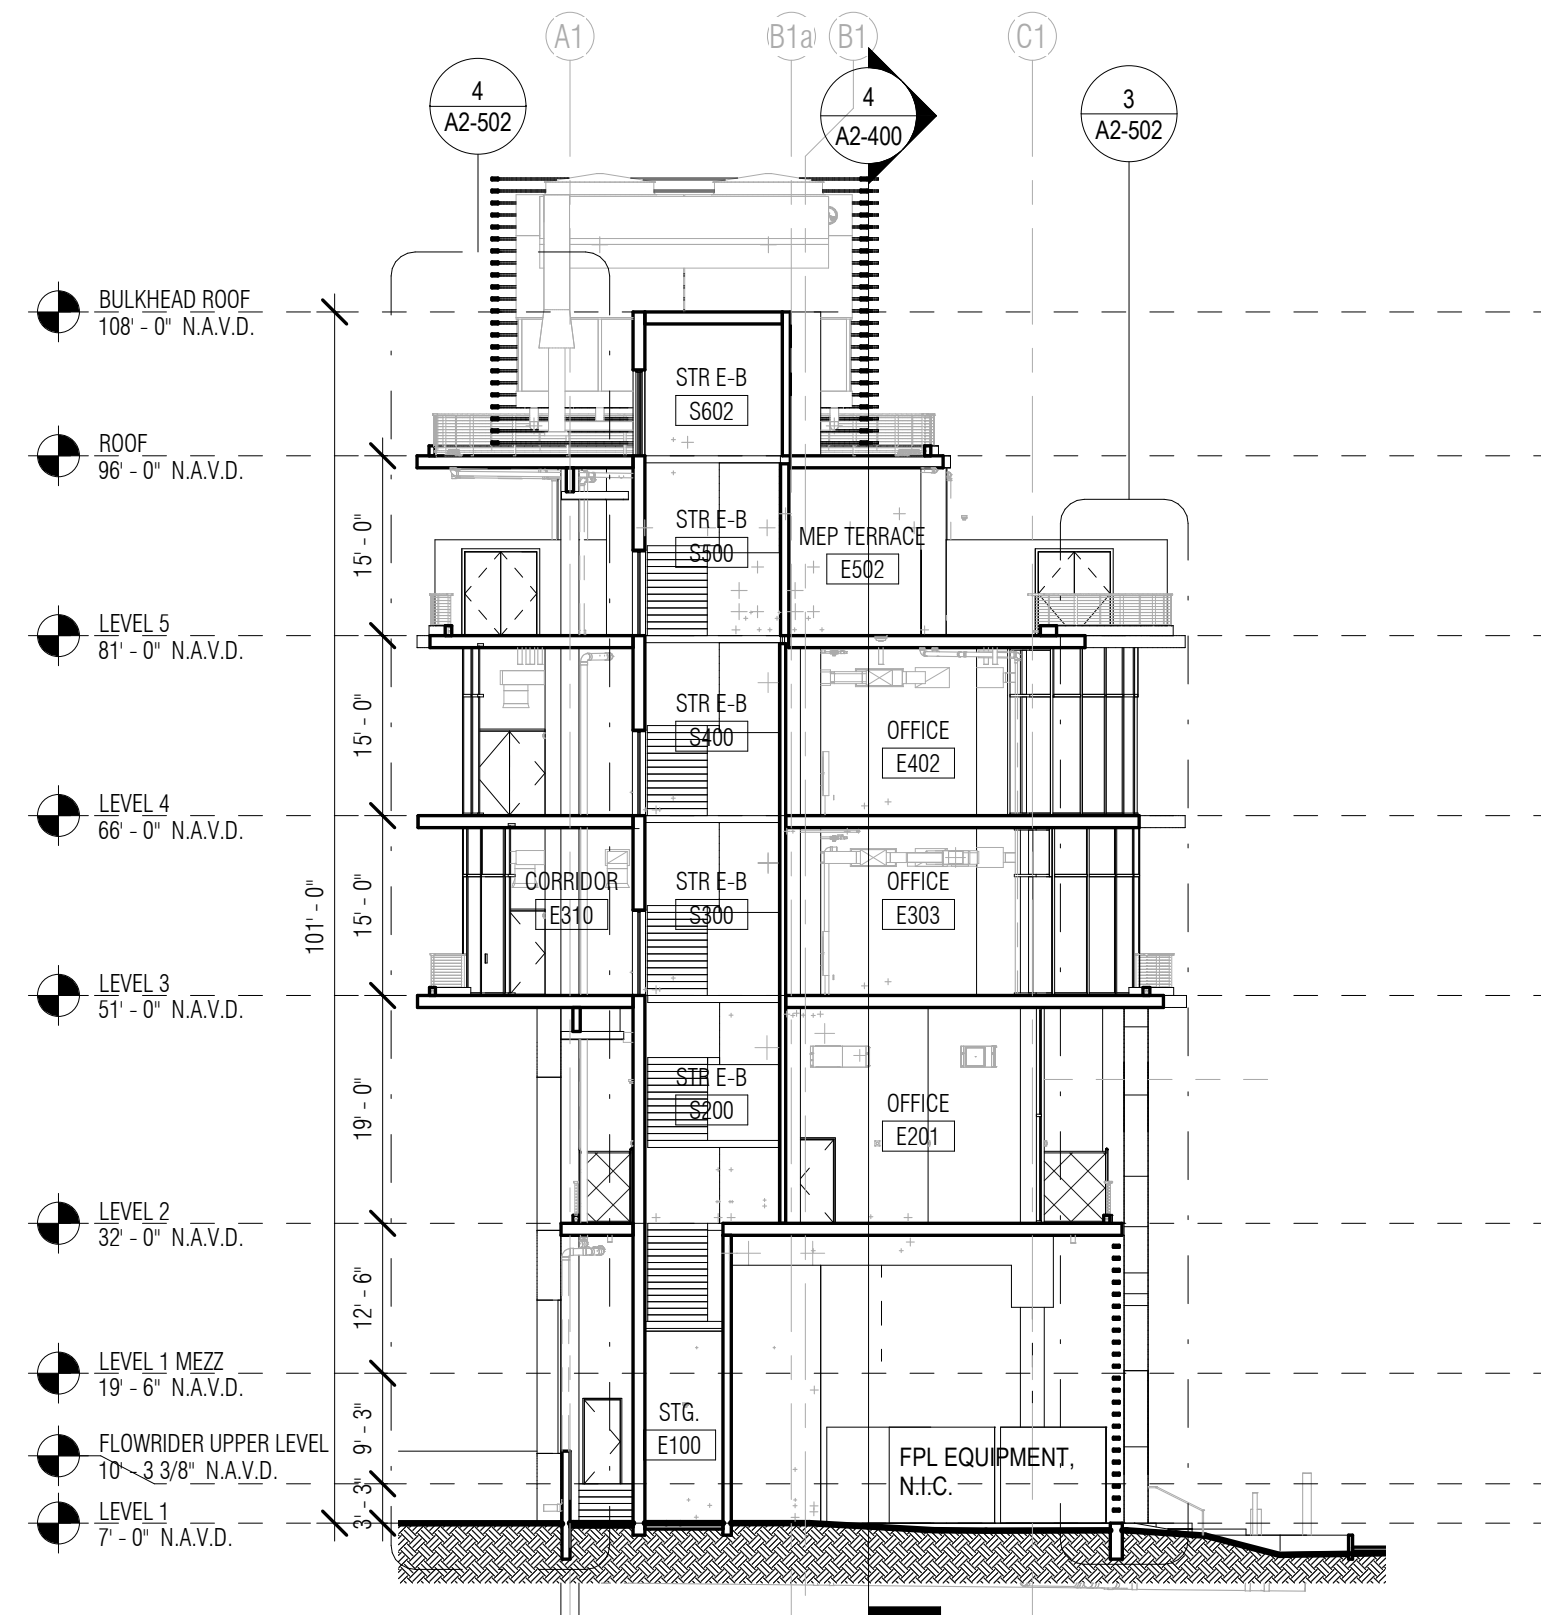 A1
B1a
B1
C1
4
A2-502
4
A2-400
3
A2-502
BULKHEAD ROOF
108' - 0" N.A.V.D.
STR E-B
S602
ROOF
96' - 0" N.A.V.D.
15' - 0"
STR E-B
S500
MEP TERRACE
E502
LEVEL 5
81' - 0" N.A.V.D.
15' - 0"
STR E-B
S400
OFFICE
E402
LEVEL 4
66' - 0" N.A.V.D.
101' - 0"
15' - 0"
CORRIDOR
E310
STR E-B
S300
OFFICE
E303
LEVEL 3
51' - 0" N.A.V.D.
19' - 0"
STR E-B
S200
OFFICE
E201
LEVEL 2
32' - 0" N.A.V.D.
12' - 6"
LEVEL 1 MEZZ
19' - 6" N.A.V.D.
9' - 3"
STG.
E100
FLOWRIDER UPPER LEVEL
10' - 3 3/8" N.A.V.D.
FPL EQUIPMENT,
N.I.C.
3' - 3"
LEVEL 1
7' - 0" N.A.V.D.